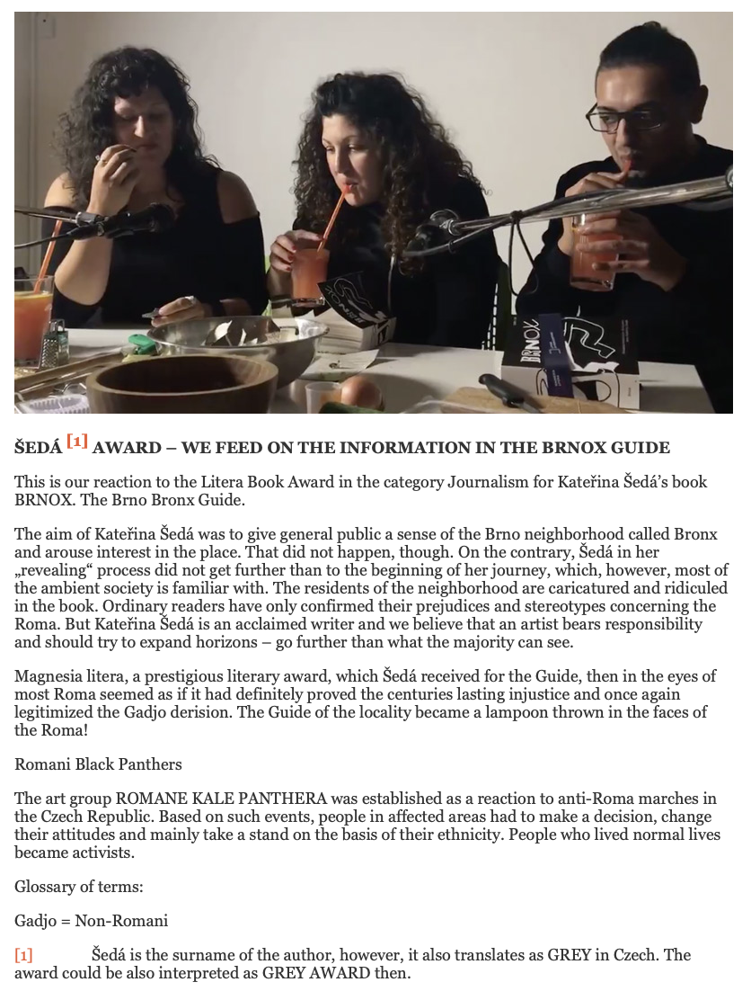 BRNOX
BRNOX
ŠEDÁ [1] AWARD – WE FEED ON THE INFORMATION IN THE BRNOX GUIDE
This is our reaction to the Litera Book Award in the category Journalism for Kateřina Šedá’s book
BRNOX. The Brno Bronx Guide.
The aim of Kateřina Šedá was to give general public a sense of the Brno neighborhood called Bronx
and arouse interest in the place. That did not happen, though. On the contrary, Šedá in her
„revealing“ process did not get further than to the beginning of her journey, which, however, most of
the ambient society is familiar with. The residents of the neighborhood are caricatured and ridiculed
in the book. Ordinary readers have only confirmed their prejudices and stereotypes concerning the
Roma. But Kateřina Šedá is an acclaimed writer and we believe that an artist bears responsibility
and should try to expand horizons – go further than what the majority can see.
Magnesia litera, a prestigious literary award, which Šedá received for the Guide, then in the eyes of
most Roma seemed as if it had definitely proved the centuries lasting injustice and once again
legitimized the Gadjo derision. The Guide of the locality became a lampoon thrown in the faces of
the Roma!
Romani Black Panthers
The art group ROMANE KALE PANTHERA was established as a reaction to anti-Roma marches in
the Czech Republic. Based on such events, people in affected areas had to make a decision, change
their attitudes and mainly take a stand on the basis of their ethnicity. People who lived normal lives
became activists.
Glossary of terms:
Gadjo = Non-Romani
[1] Šedá is the surname of the author, however, it also translates as GREY in Czech. The
award could be also interpreted as GREY AWARD then.